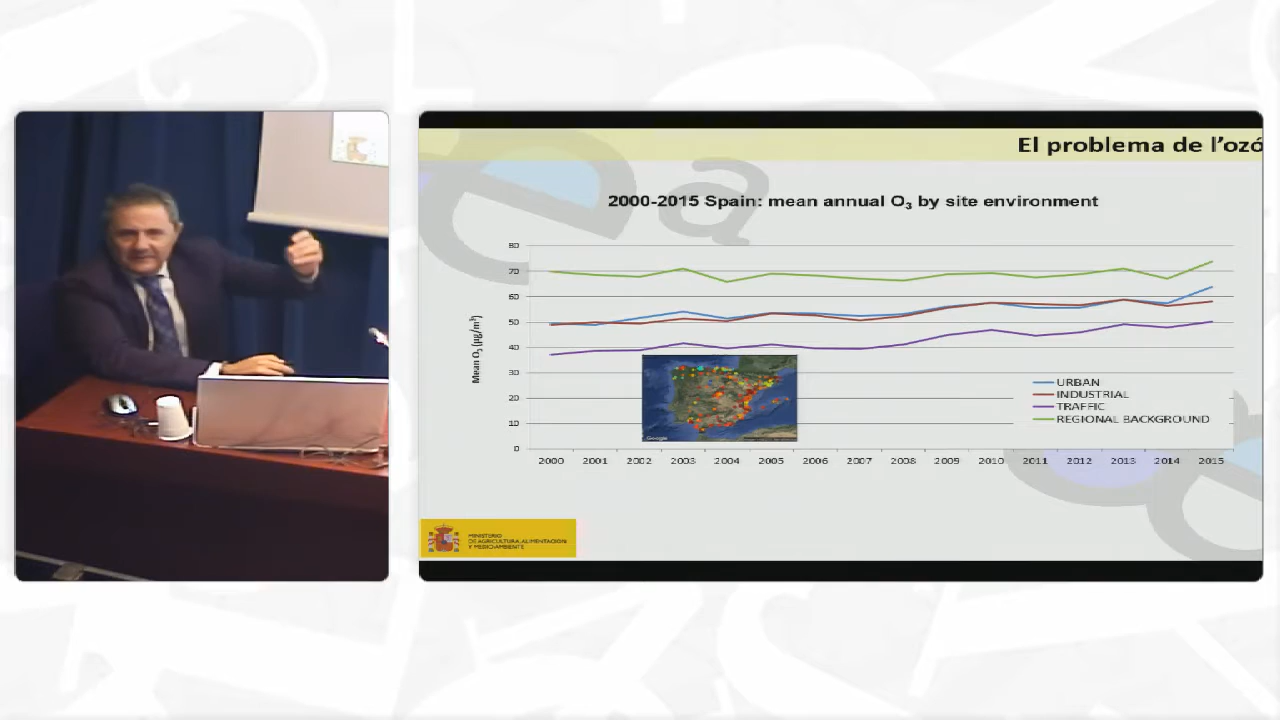 El problema de l’ozó
2000-2015 Spain: mean annual O₃ by site environment
Mean O₃ (µg/m³)
80
70
60
50
40
30
20
10
0
2000 2001 2002 2003 2004 2005 2006 2007 2008 2009 2010 2011 2012 2013 2014 2015
URBAN
INDUSTRIAL
TRAFFIC
REGIONAL BACKGROUND
Google
MINISTERIO
DE AGRICULTURA, ALIMENTACIÓN
Y MEDIO AMBIENTE
e a
e